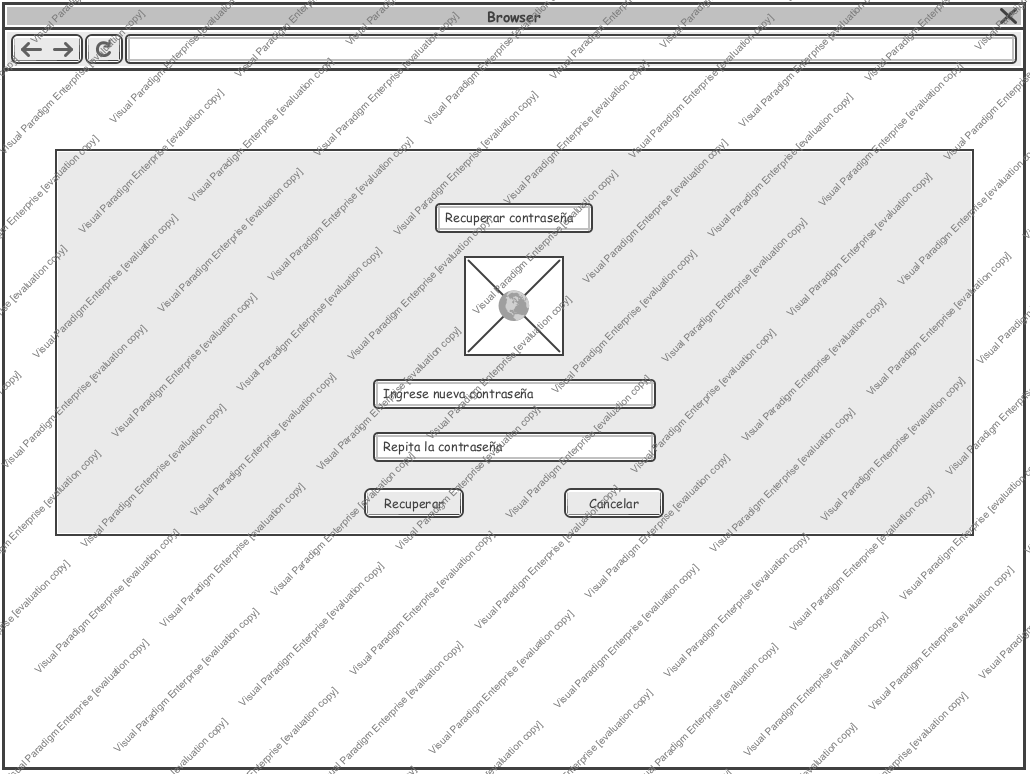 Browser
Recuperar contraseña
Ingrese nueva contraseña
Repita la contraseña
Recuperar
Cancelar
Visual Paradigm Enterprise [evaluation copy]